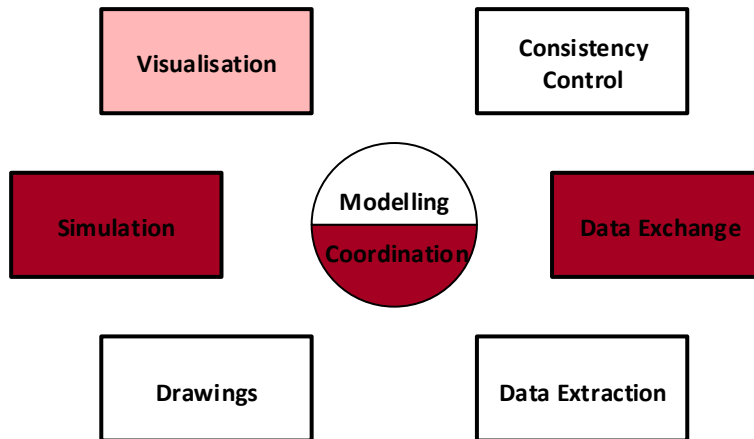 Visualisation
Consistency
Control
Modelling
Simulation
Data Exchange
Coordination
Drawings
Data Extraction